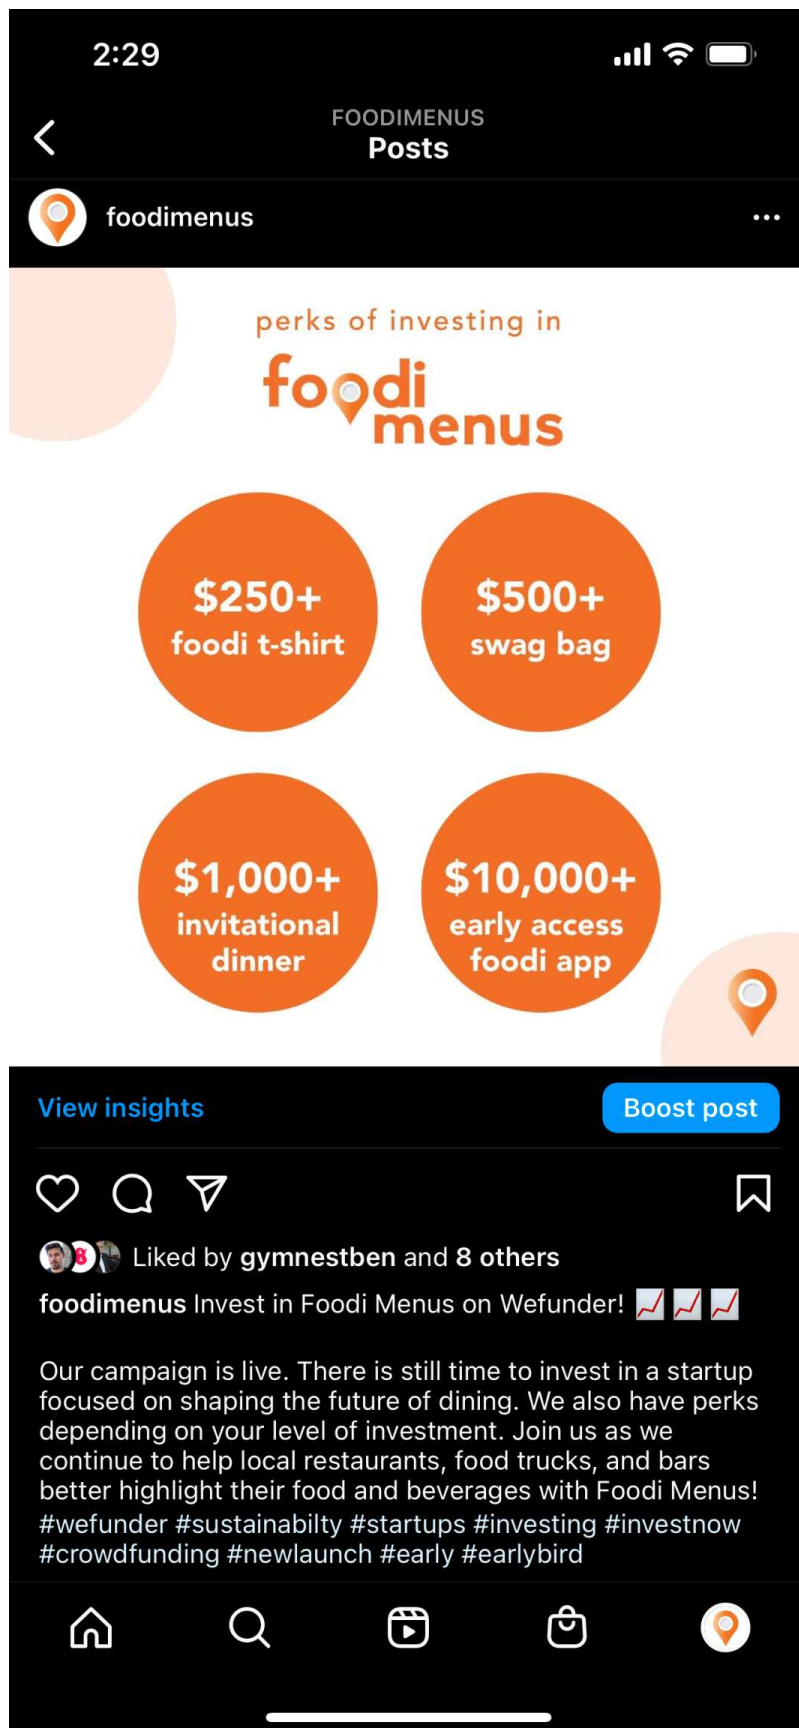 2:29
FOODIMENUS
Posts
foodimenus
perks of investing in
foodi
menus
$250+
foodi t-shirt
$500+
swag bag
$1,000+
invitational
dinner
$10,000+
early access
foodi app
View insights
Boost post
8
Liked by gymnestben and 8 others
foodimenus Invest in Foodi Menus on Wefunder! 📈 📈 📈
Our campaign is live. There is still time to invest in a startup
focused on shaping the future of dining. We also have perks
depending on your level of investment. Join us as we
continue to help local restaurants, food trucks, and bars
better highlight their food and beverages with Foodi Menus!
#wefunder #sustainabilty #startups #investing #investnow
#crowdfunding #newlaunch #early #earlybird